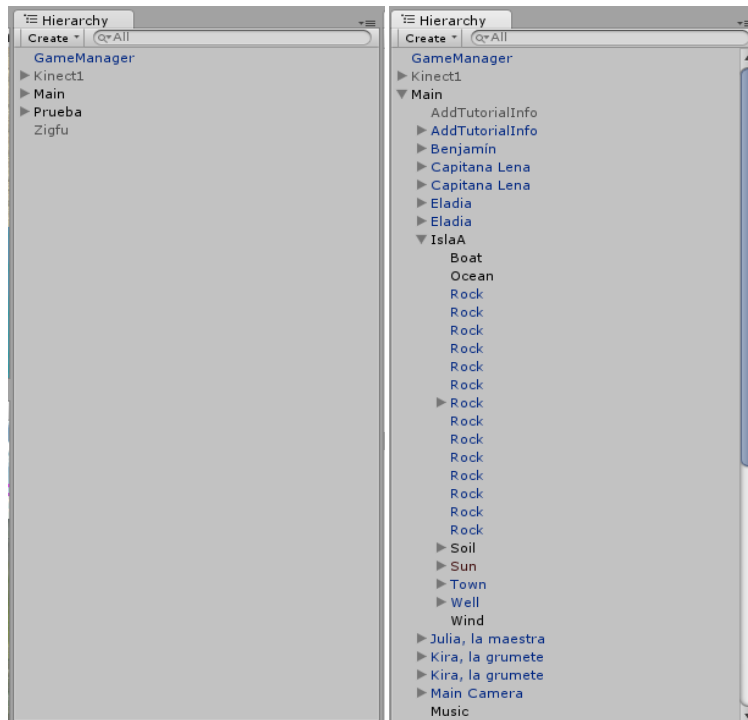 Hierarchy
Create All
GameManager
Kinect1
Main
Prueba
Zigfu
Hierarchy
Create All
GameManager
Kinect1
Main
AddTutorialInfo
AddTutorialInfo
Benjamín
Capitana Lena
Capitana Lena
Eladia
Eladia
IslaA
Boat
Ocean
Rock
Rock
Rock
Rock
Rock
Rock
Rock
Rock
Rock
Rock
Rock
Rock
Rock
Rock
Soil
Sun
Town
Well
Wind
Julia, la maestra
Kira, la grumete
Kira, la grumete
Main Camera
Music